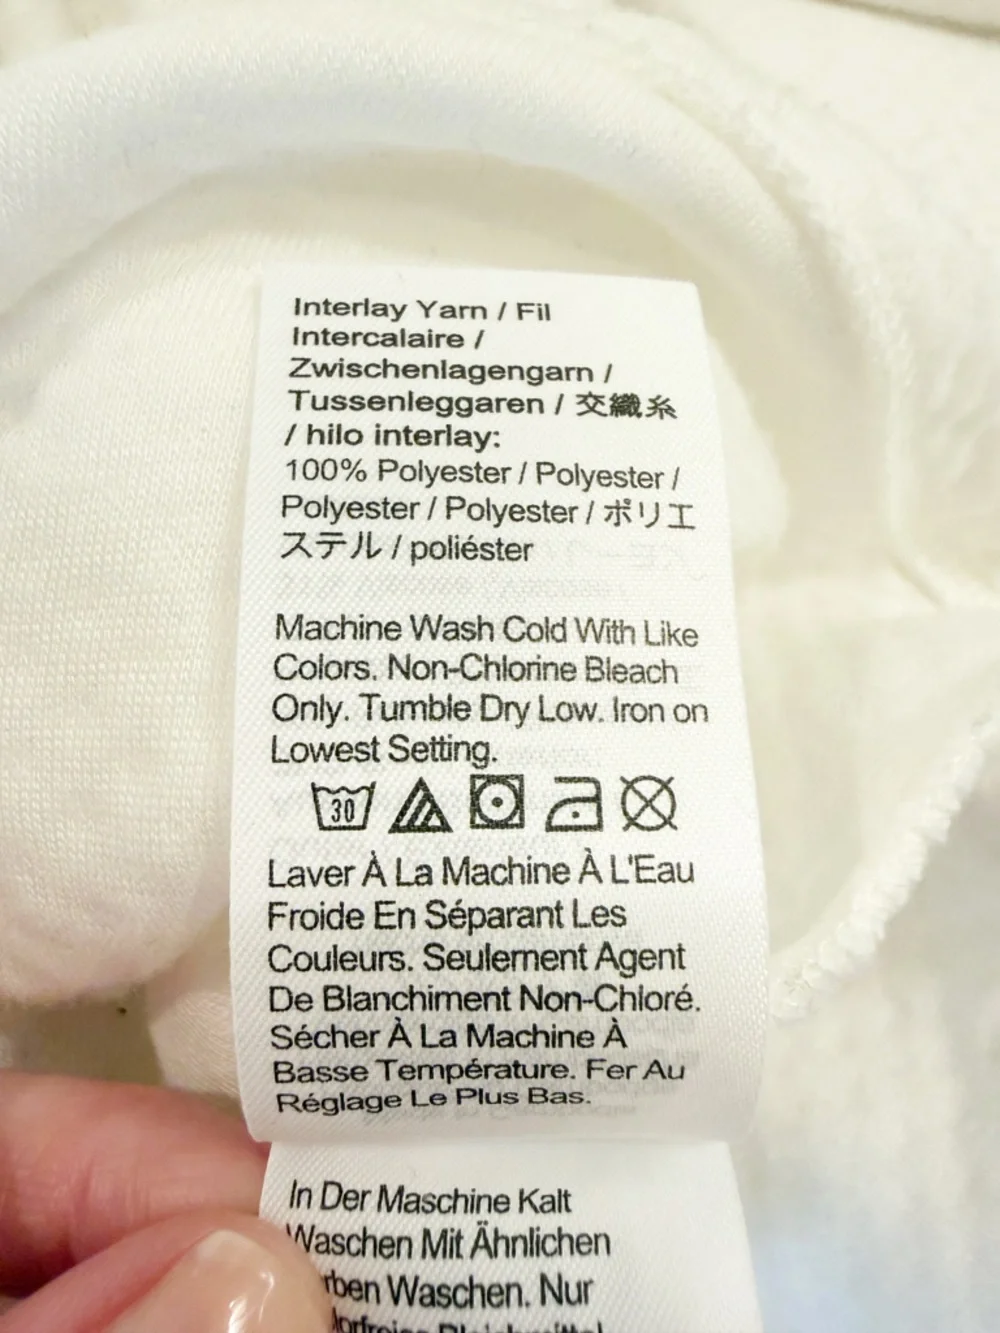 Interlay Yarn / Fil
Intercalaire /
Zwischenlagengarn /
Tussenleggaren / 交織糸
/ hilo interlay:
100% Polyester / Polyester /
Polyester / Polyester / ポリエ
ステル / poliéster
Machine Wash Cold With Like
Colors. Non-Chlorine Bleach
Only. Tumble Dry Low. Iron on
Lowest Setting.
30
Laver À La Machine À L'Eau
Froide En Séparant Les
Couleurs. Seulement Agent
De Blanchiment Non-Chloré.
Sécher À La Machine À
Basse Température. Fer Au
Réglage Le Plus Bas.
In Der Maschine Kalt
Waschen Mit Ähnlichen
Waschen. Nur